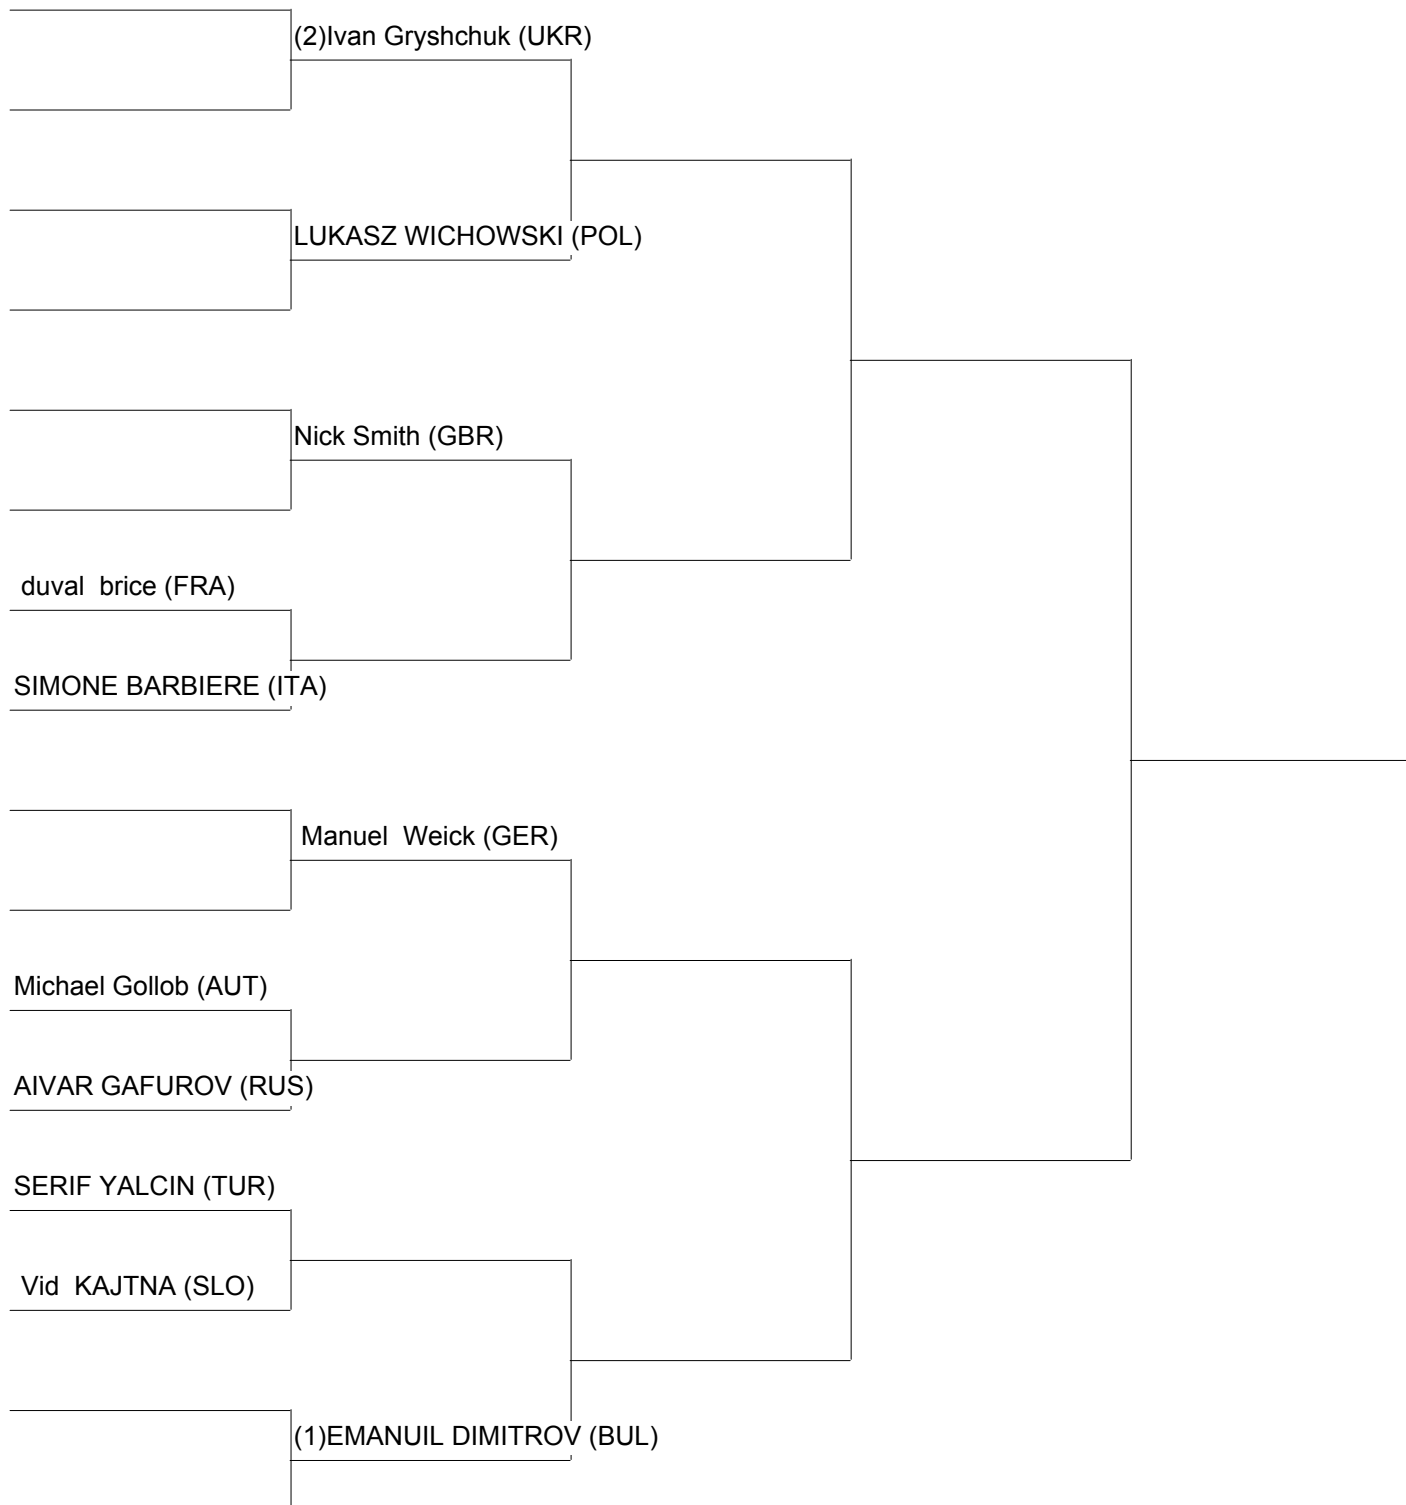 (2)Ivan Gryshchuk (UKR)
LUKASZ WICHOWSKI (POL)
Nick Smith (GBR)
duval  brice (FRA)
SIMONE BARBIERE (ITA)
Manuel  Weick (GER)
Michael Gollob (AUT)
AIVAR GAFUROV (RUS)
SERIF YALCIN (TUR)
Vid  KAJTNA (SLO)
(1)EMANUIL DIMITROV (BUL)